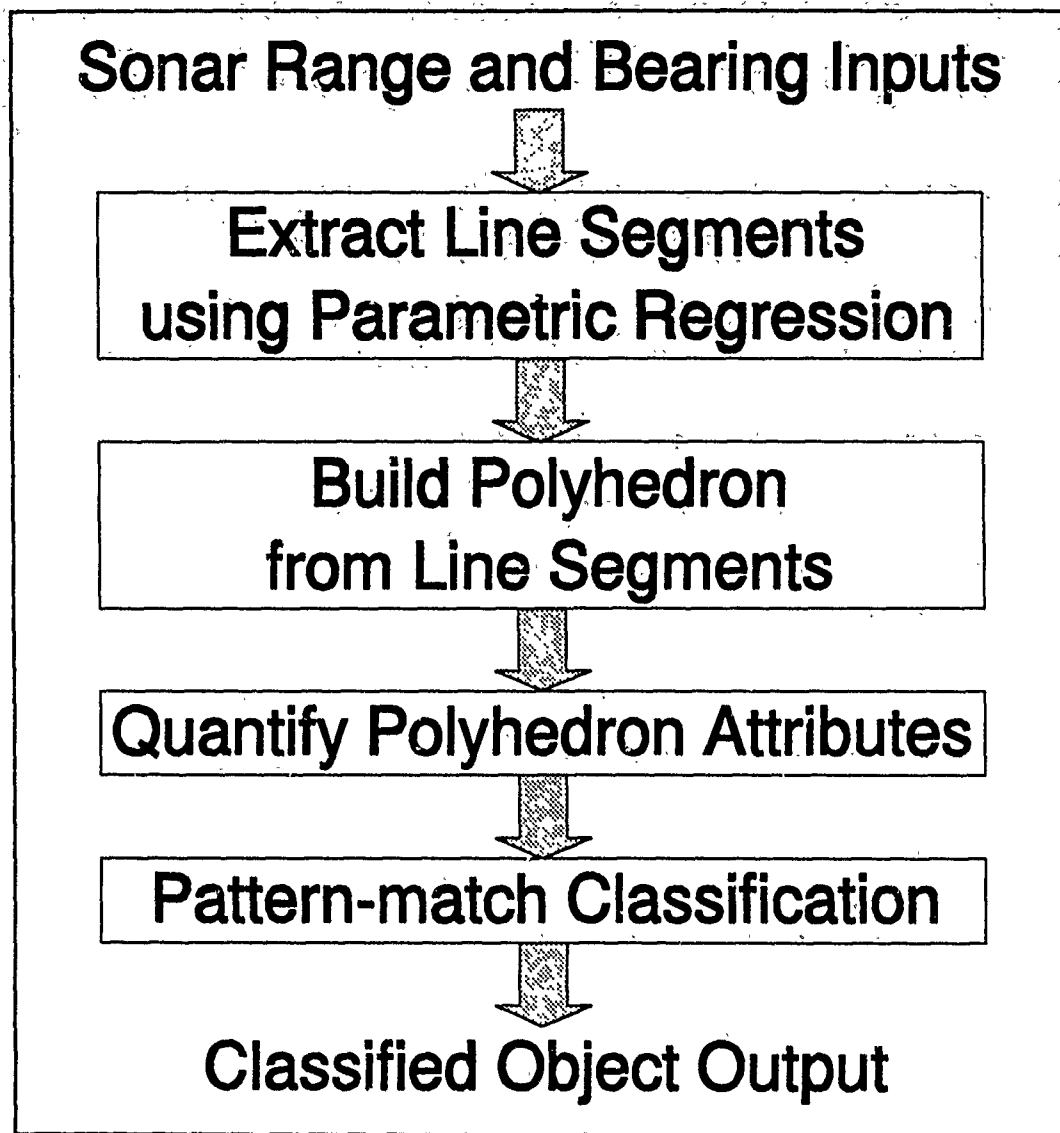 Sonar Range and Bearing Inputs
Extract Line Segments
using Parametric Regression
Build Polyhedron
from Line Segments
Quantify Polyhedron Attributes
Pattern-match Classification
Classified Object Output